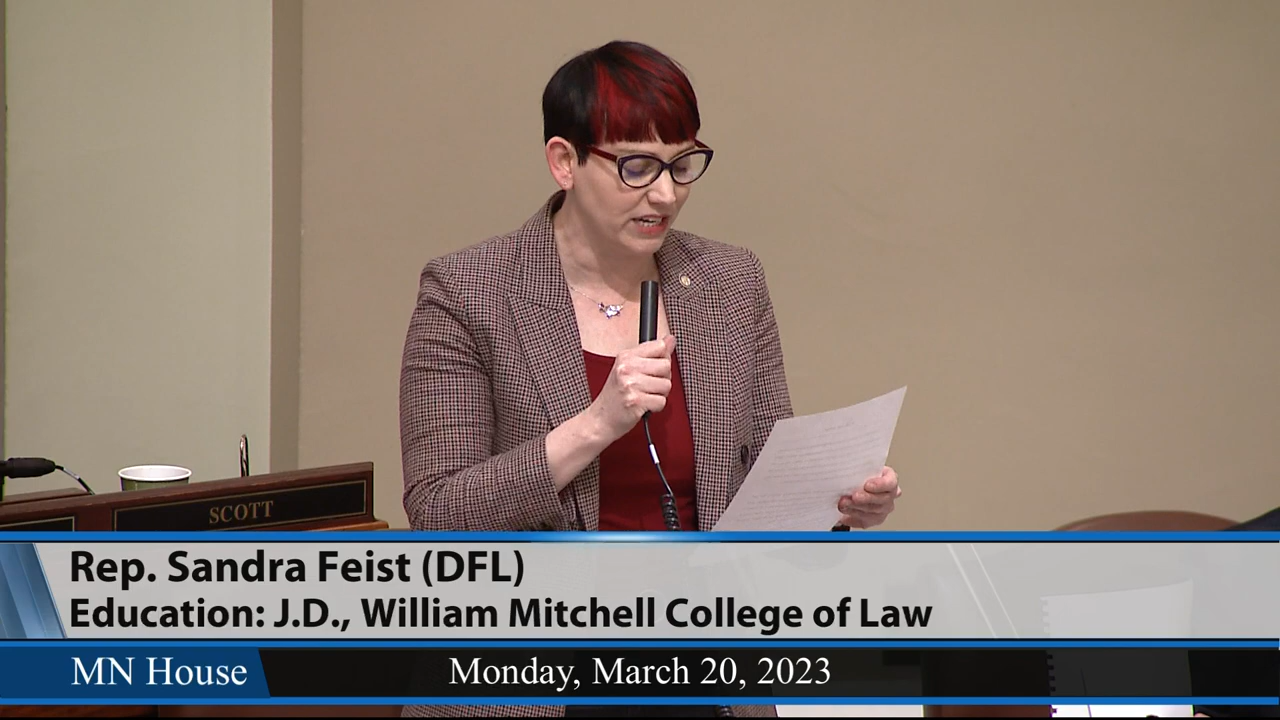 SCOTT
Rep. Sandra Feist (DFL)
Education: J.D., William Mitchell College of Law
MN House
Monday, March 20, 2023